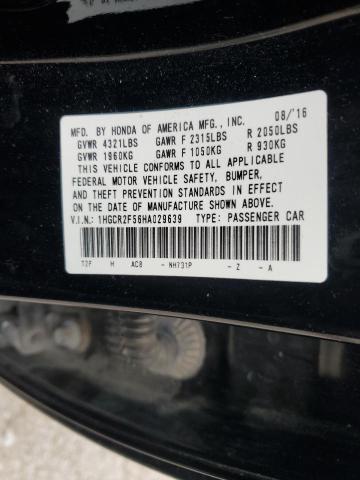 MFD. BY HONDA OF AMERICA MFG., INC. 08/'16
GVWR 4321LBS GAWR F 2315LBS R 2050LBS
GVWR 1960KG GAWR F 1050KG R 930KG
THIS VEHICLE CONFORMS TO ALL APPLICABLE
FEDERAL MOTOR VEHICLE SAFETY, BUMPER,
AND THEFT PREVENTION STANDARDS IN EFFECT
ON THE DATE OF MANUFACTURE SHOWN ABOVE.
V.I.N.: 1HGCR2F56HA029639 TYPE: PASSENGER CAR
T2F H AC8 - NH731P - Z - A